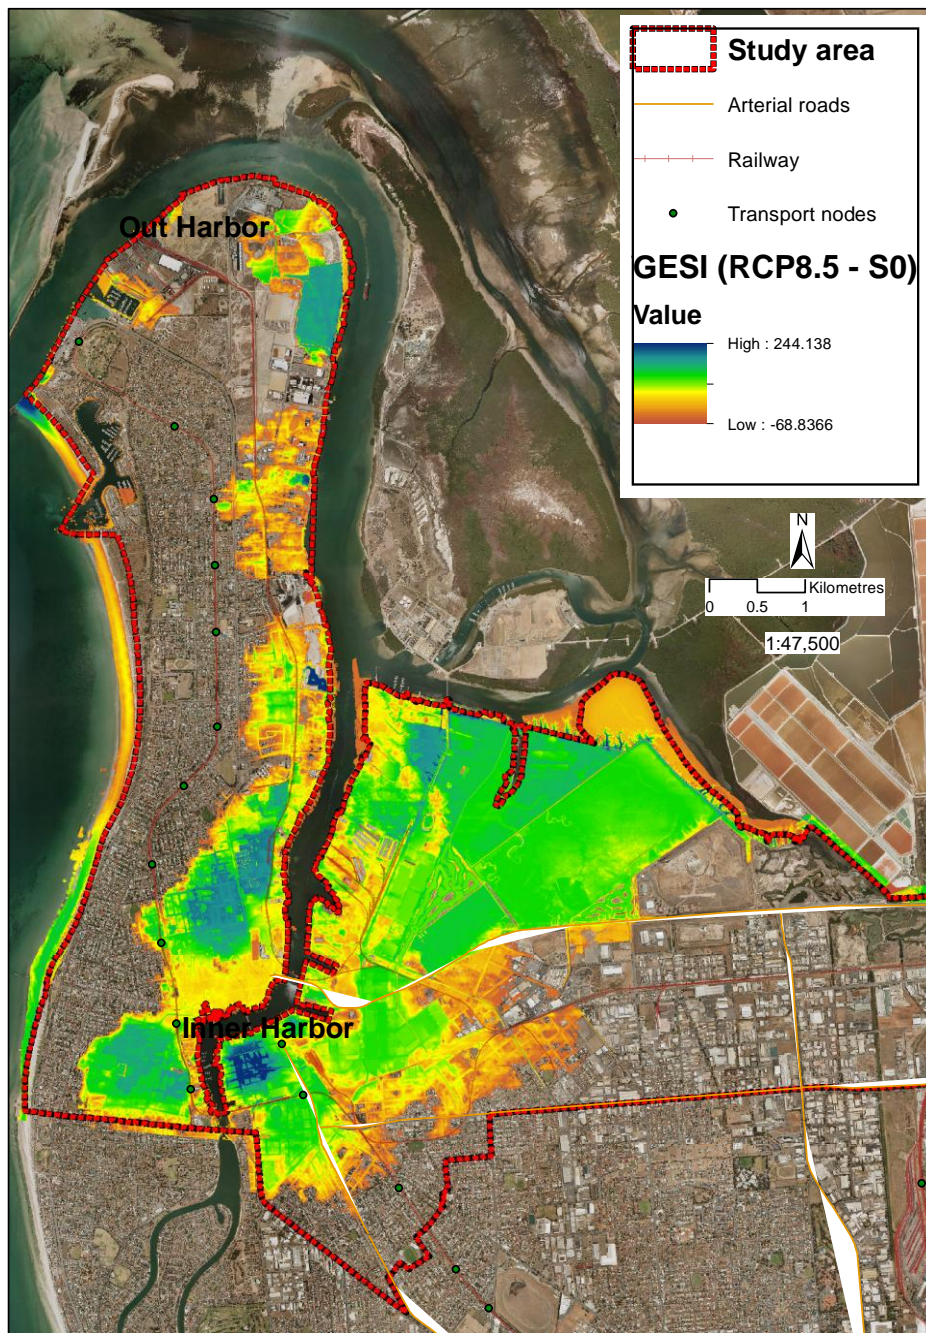 Study area
Arterial roads
Railway
Transport nodes
GESI (RCP8.5 - S0)
Value
High : 244.138
Low : -68.8366
Out Harbor
N
Kilometres
0 0.5 1
1:47,500
Inner Harbor